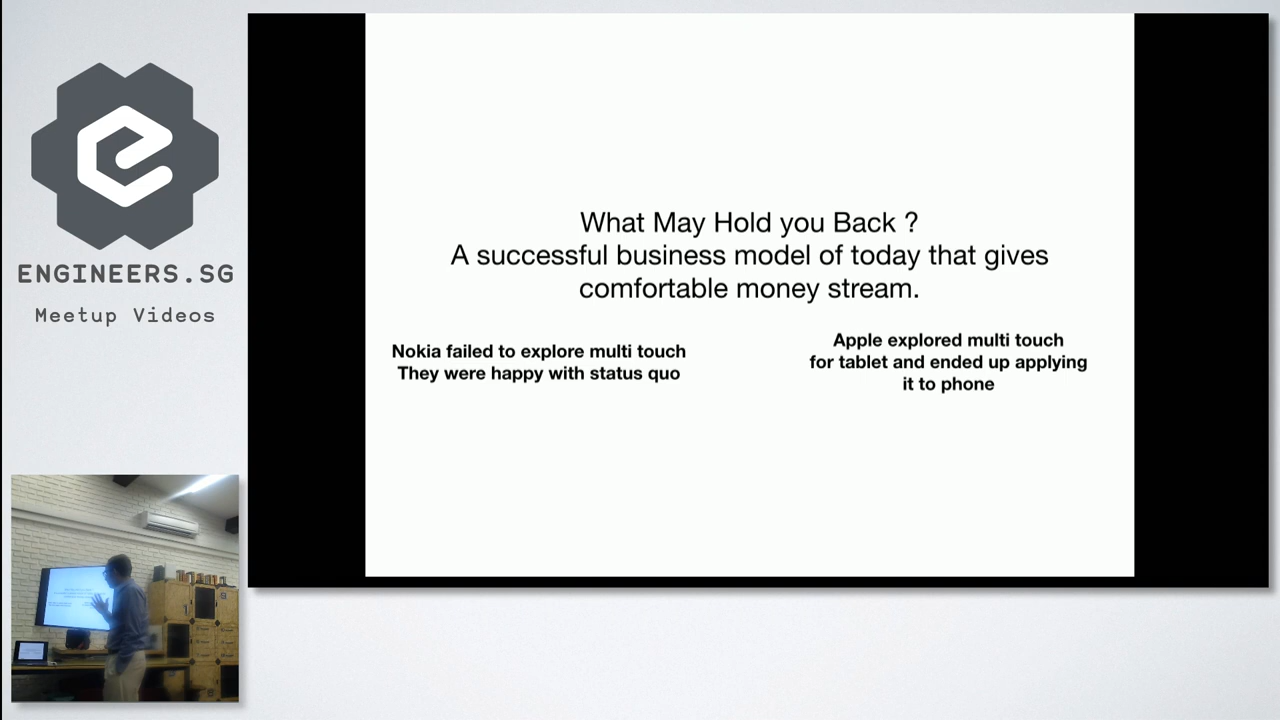 ENGINEERS.SG
Meetup Videos
What May Hold you Back ?
A successful business model of today that gives
comfortable money stream.
Nokia failed to explore multi touch
They were happy with status quo
Apple explored multi touch
for tablet and ended up applying
it to phone